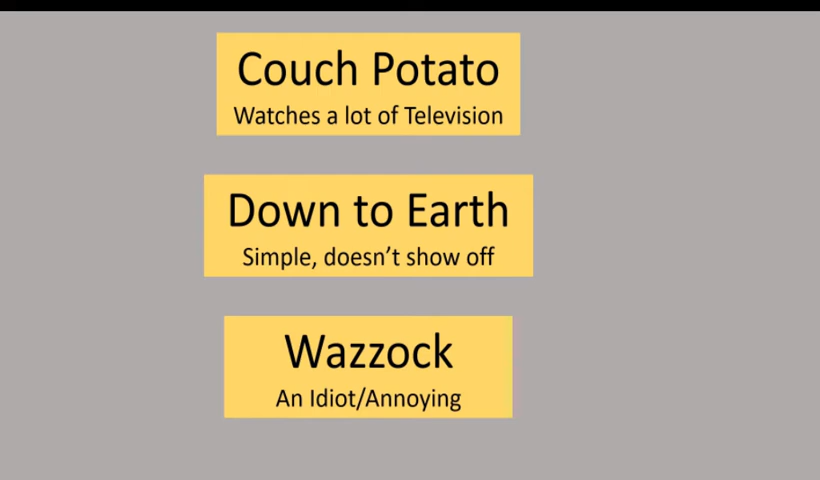 Couch Potato
Watches a lot of Television
Down to Earth
Simple, doesn't show off
Wazzock
An Idiot/Annoying